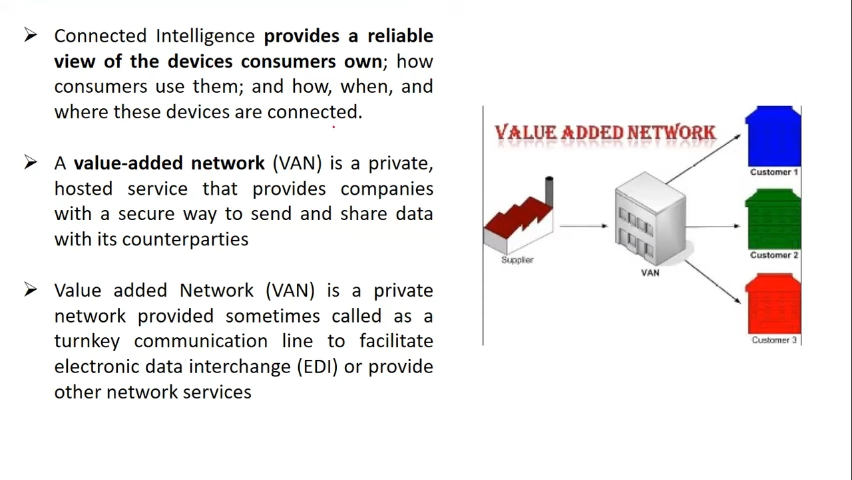 ➢ Connected Intelligence provides a reliable
view of the devices consumers own; how
consumers use them; and how, when, and
where these devices are connected.
➢ A value-added network (VAN) is a private,
hosted service that provides companies
with a secure way to send and share data
with its counterparties
➢ Value added Network (VAN) is a private
network provided sometimes called as a
turnkey communication line to facilitate
electronic data interchange (EDI) or provide
other network services
VALUE ADDED NETWORK
Customer 1
Supplier
VAN
Customer 2
Customer 3